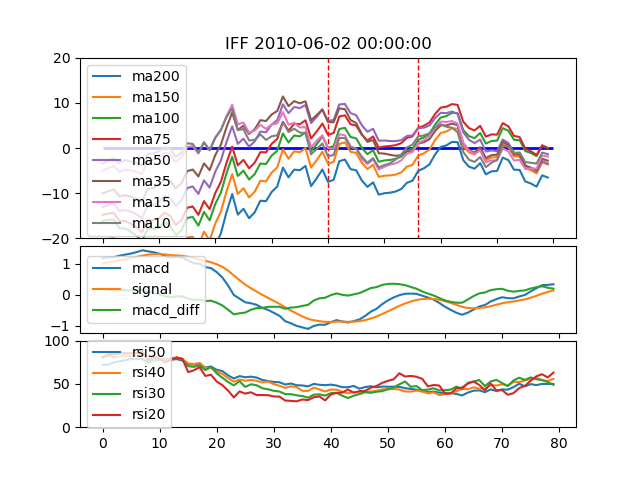 IFF 2010-06-02 00:00:00
20
10
0
−10
−20
ma200
ma150
ma100
ma75
ma50
ma35
ma15
ma10
1
0
−1
macd
signal
macd_diff
100
50
0
rsi50
rsi40
rsi30
rsi20
0 10 20 30 40 50 60 70 80